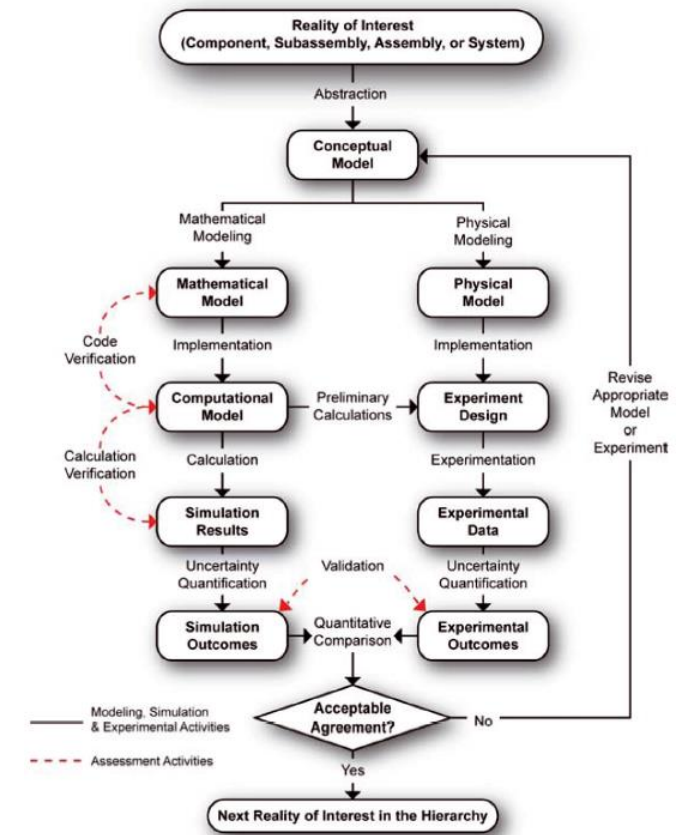 Reality of Interest
(Component, Subassembly, Assembly, or System)
Abstraction
Conceptual
Model
Mathematical
Modeling
Physical
Modeling
Mathematical
Model
Physical
Model
Code
Verification
Implementation
Implementation
Revise
Appropriate
Model
or
Experiment
Computational
Model
Preliminary
Calculations
Experiment
Design
Calculation
Verification
Calculation
Experimentation
Simulation
Results
Experimental
Data
Uncertainty
Quantification
Validation
Uncertainty
Quantification
Simulation
Outcomes
Quantitative
Comparison
Experimental
Outcomes
Modeling, Simulation
& Experimental Activities
Acceptable
Agreement?
No
Assessment Activities
Yes
Next Reality of Interest in the Hierarchy